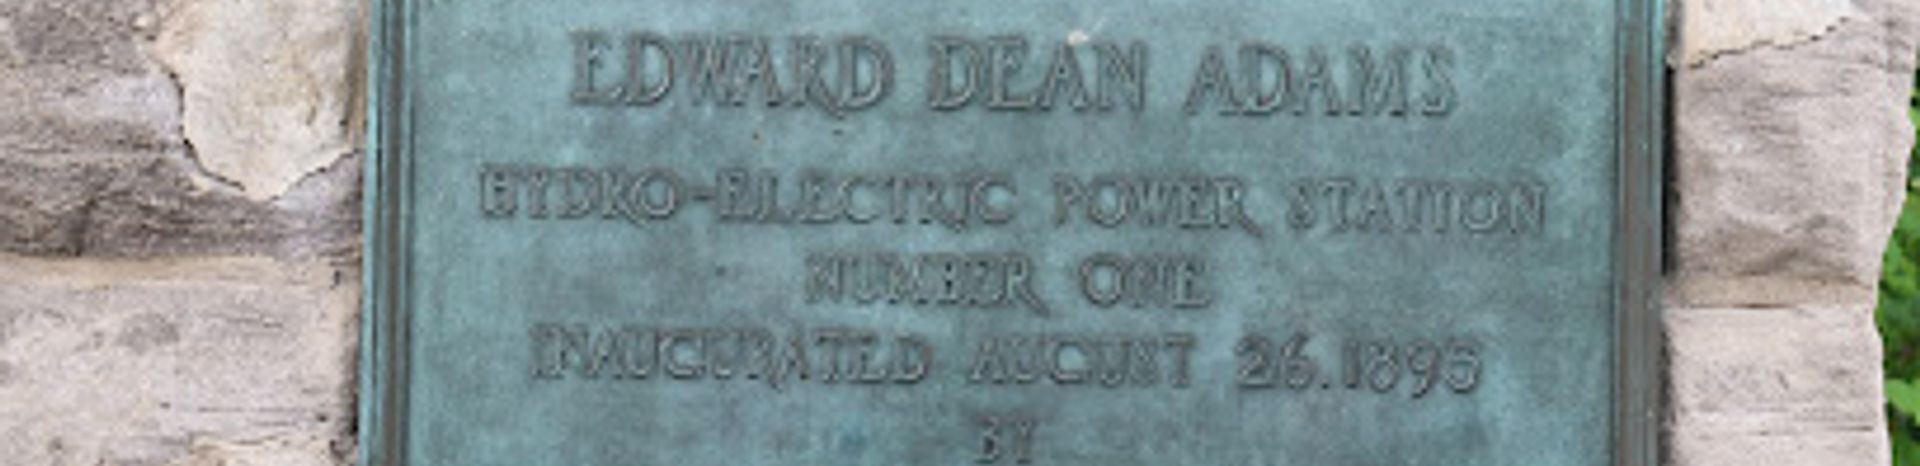 EDWARD DEAN ADAMS
HYDRO-ELECTRIC POWER STATION
NUMBER ONE
INAUGURATED AUGUST 26.1895
BY